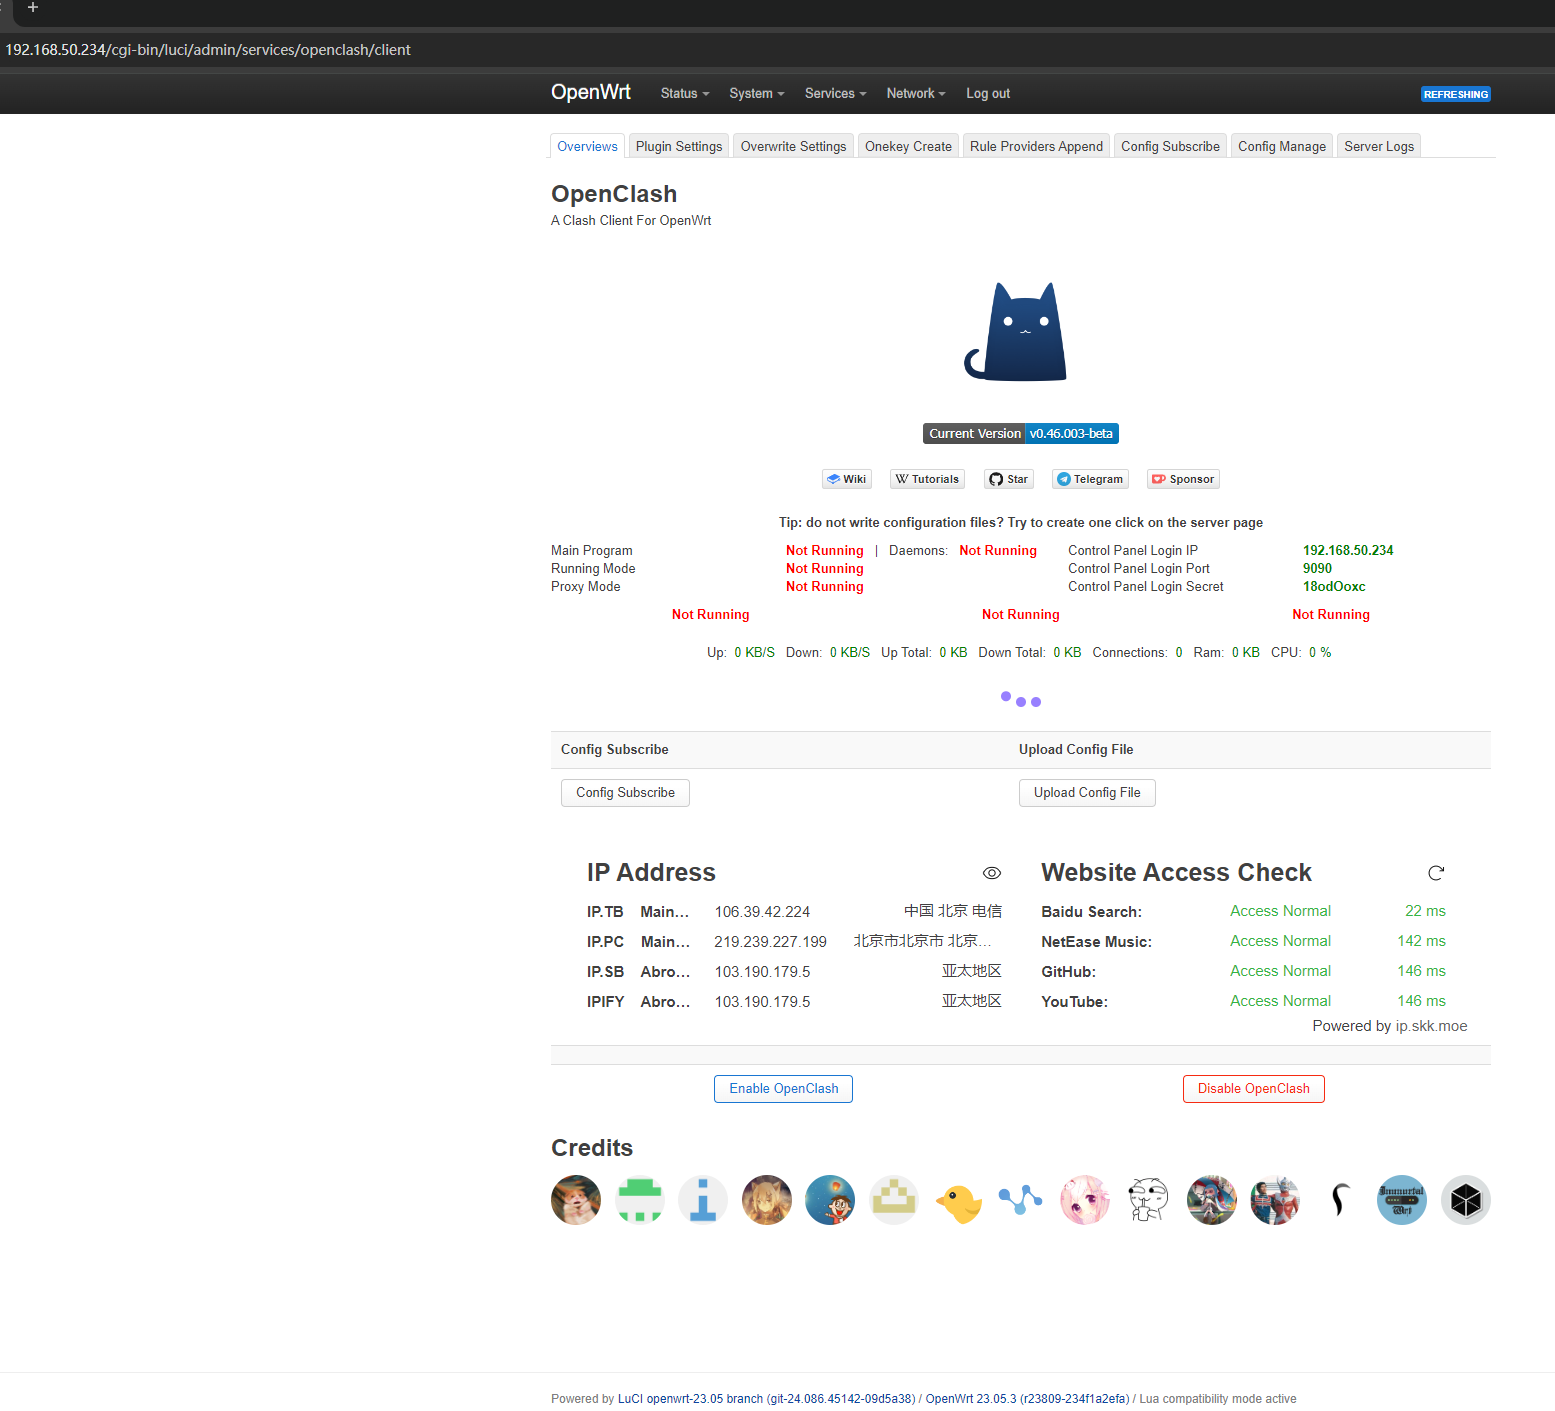 192.168.50.234/cgi-bin/luci/admin/services/openclash/client
OpenWrt Status System Services Network Log out REFRESHING
Overviews Plugin Settings Overwrite Settings Onekey Create Rule Providers Append Config Subscribe Config Manage Server Logs
OpenClash
A Clash Client For OpenWrt
Current Version v0.46.003-beta
Wiki Tutorials Star Telegram Sponsor
Tip: do not write configuration files? Try to create one click on the server page
Main Program Not Running | Daemons: Not Running Control Panel Login IP 192.168.50.234
Running Mode Not Running Control Panel Login Port 9090
Proxy Mode Not Running Control Panel Login Secret 18odOoxc
Not Running Not Running Not Running
Up: 0 KB/S Down: 0 KB/S Up Total: 0 KB Down Total: 0 KB Connections: 0 Ram: 0 KB CPU: 0 %
Config Subscribe Upload Config File
Config Subscribe Upload Config File
IP Address Website Access Check
IP.TB Main... 106.39.42.224 中国 北京 电信 Baidu Search: Access Normal 22 ms
IP.PC Main... 219.239.227.199 北京市北京市 北京... NetEase Music: Access Normal 142 ms
IP.SB Abro... 103.190.179.5 亚太地区 GitHub: Access Normal 146 ms
IPIFY Abro... 103.190.179.5 亚太地区 YouTube: Access Normal 146 ms
Powered by ip.skk.moe
Enable OpenClash Disable OpenClash
Credits
Immortal
Wrt
Powered by LuCI openwrt-23.05 branch (git-24.086.45142-09d5a38) / OpenWrt 23.05.3 (r23809-234f1a2efa) / Lua compatibility mode active